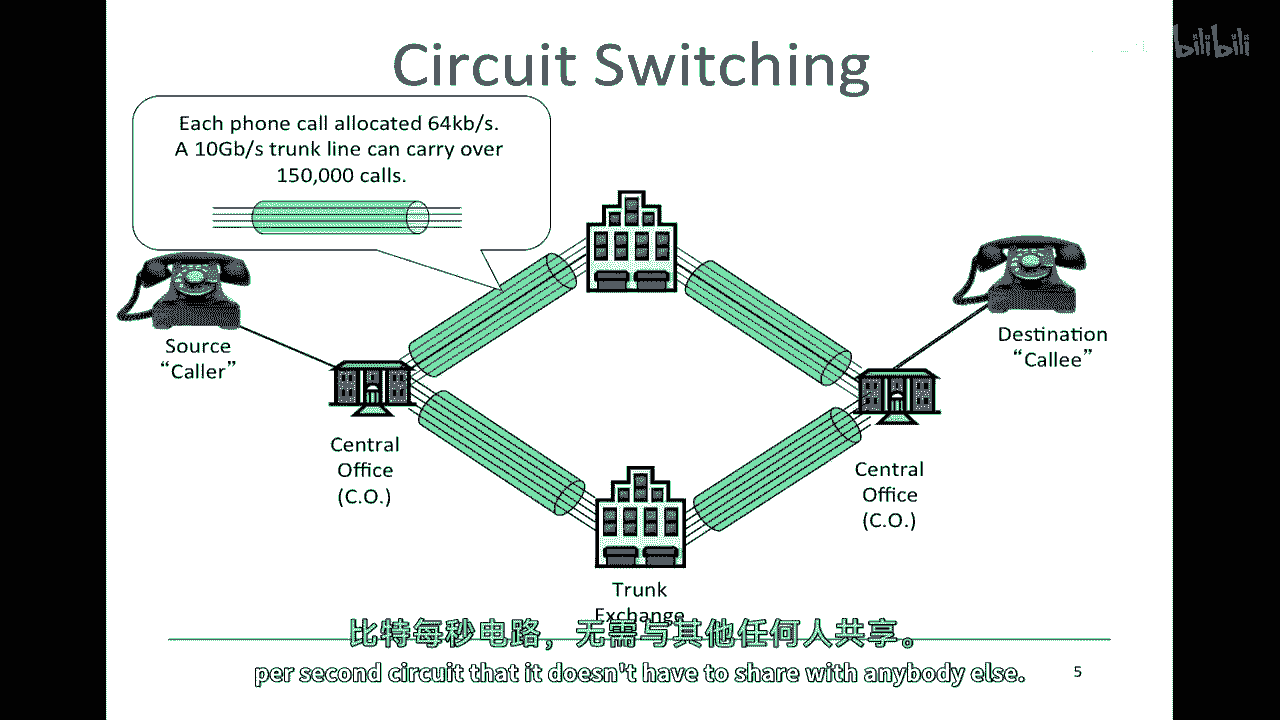 Circuit Switching
bilibili
Each phone call allocated 64kb/s.
A 10Gb/s trunk line can carry over
150,000 calls.
Source
“Caller”
Destination
“Callee”
Central
Office
(C.O.)
Central
Office
(C.O.)
Trunk
Exchange
比特每秒电路，无需与其他任何人共享。
per second circuit that it doesn't have to share with anybody else.
5